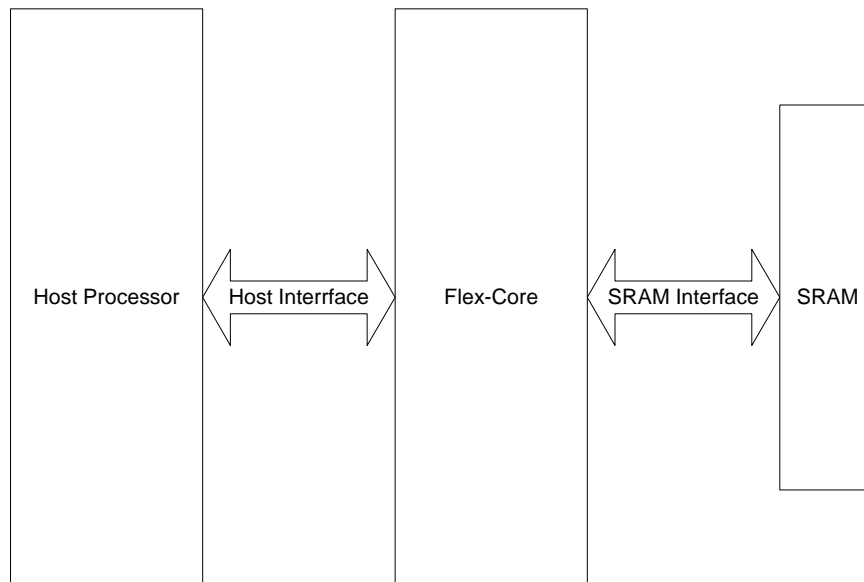 Host Processor
Host Interrface
Flex-Core
SRAM Interface
SRAM